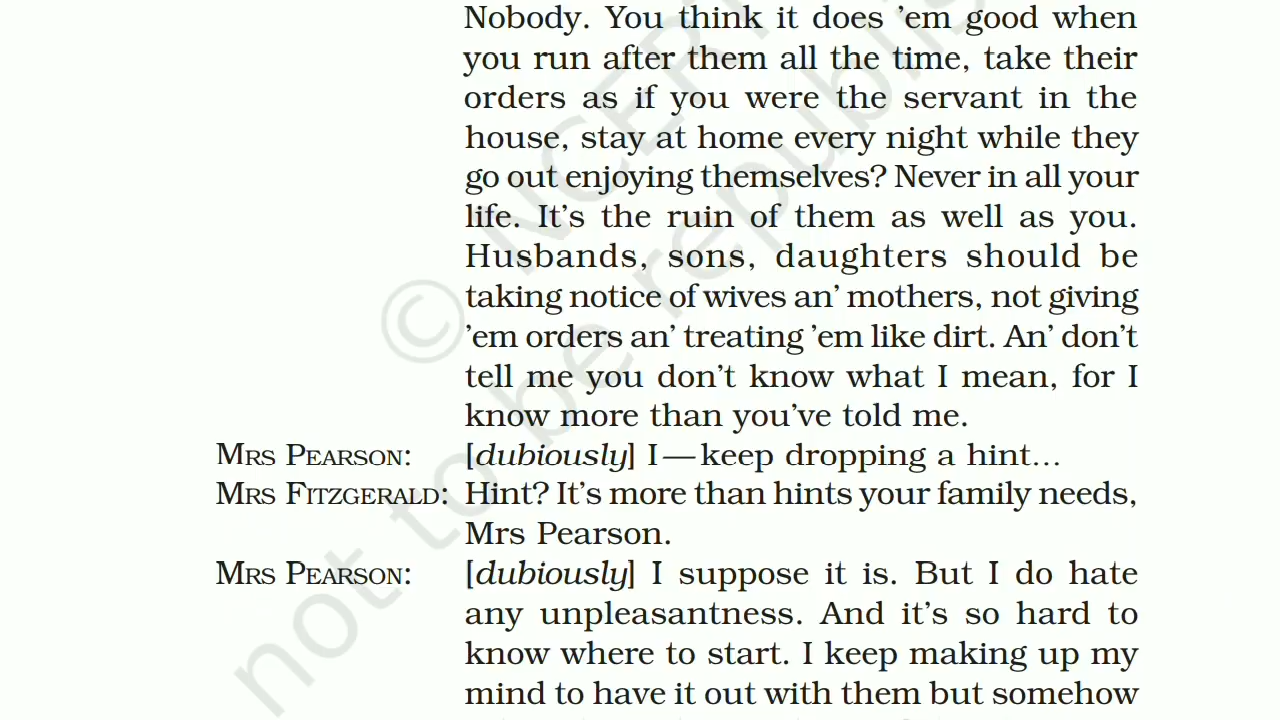 Nobody. You think it does ’em good when
you run after them all the time, take their
orders as if you were the servant in the
house, stay at home every night while they
go out enjoying themselves? Never in all your
life. It’s the ruin of them as well as you.
Husbands, sons, daughters should be
taking notice of wives an’ mothers, not giving
’em orders an’ treating ’em like dirt. An’ don’t
tell me you don’t know what I mean, for I
know more than you’ve told me.
MRS PEARSON: [dubiously] I—keep dropping a hint...
MRS FITZGERALD: Hint? It’s more than hints your family needs,
Mrs Pearson.
MRS PEARSON: [dubiously] I suppose it is. But I do hate
any unpleasantness. And it’s so hard to
know where to start. I keep making up my
mind to have it out with them but somehow
© NCERT
not to be republis